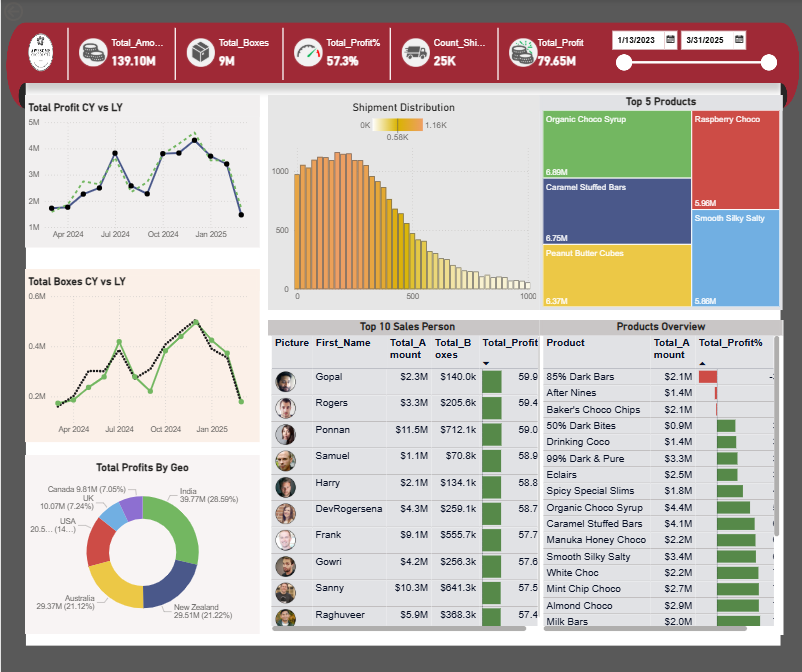 Total_Amo...
139.10M
Total_Boxes
9M
Total_Profit%
57.3%
Count_Shi...
25K
Total_Profit
79.65M
1/13/2023
3/31/2025
Total Profit CY vs LY
5M
4M
3M
2M
1M
Apr 2024 Jul 2024 Oct 2024 Jan 2025
Shipment Distribution
0K 1.16K
0.58K
1000
500
0
0 500 1000
Top 5 Products
Organic Choco Syrup
6.89M
Caramel Stuffed Bars
6.75M
Peanut Butter Cubes
6.37M
Raspberry Choco
5.96M
Smooth Silky Salty
5.86M
Total Boxes CY vs LY
0.6M
0.4M
0.2M
Apr 2024 Jul 2024 Oct 2024 Jan 2025
Total Profits By Geo
Canada 9.81M (7.05%)
UK
10.07M (7.24%)
USA
20.5... (14...)
Australia
29.37M (21.12%)
India
39.77M (28.59%)
New Zealand
29.51M (21.22%)
Top 10 Sales Person
Picture First_Name Total_A mount Total_B oxes Total_Profit
Gopal $2.3M $140.0k 59.9
Rogers $3.3M $205.6k 59.4
Ponnan $11.5M $712.1k 59.0
Samuel $1.1M $70.8k 58.9
Harry $2.1M $134.1k 58.8
DevRogersena $4.3M $259.1k 58.7
Frank $9.1M $555.7k 57.7
Gowri $4.2M $256.3k 57.6
Sanny $10.3M $641.3k 57.5
Raghuveer $5.9M $368.3k 57.4
Products Overview
Product Total_A mount Total_Profit%
85% Dark Bars $2.1M
After Nines $1.4M
Baker's Choco Chips $2.1M
50% Dark Bites $0.9M
Drinking Coco $1.4M
99% Dark & Pure $3.3M
Eclairs $2.5M
Spicy Special Slims $1.8M
Organic Choco Syrup $4.4M
Caramel Stuffed Bars $4.1M
Manuka Honey Choco $2.2M
Smooth Silky Salty $3.4M
White Choc $2.2M
Mint Chip Choco $2.7M
Almond Choco $2.9M
Milk Bars $2.0M